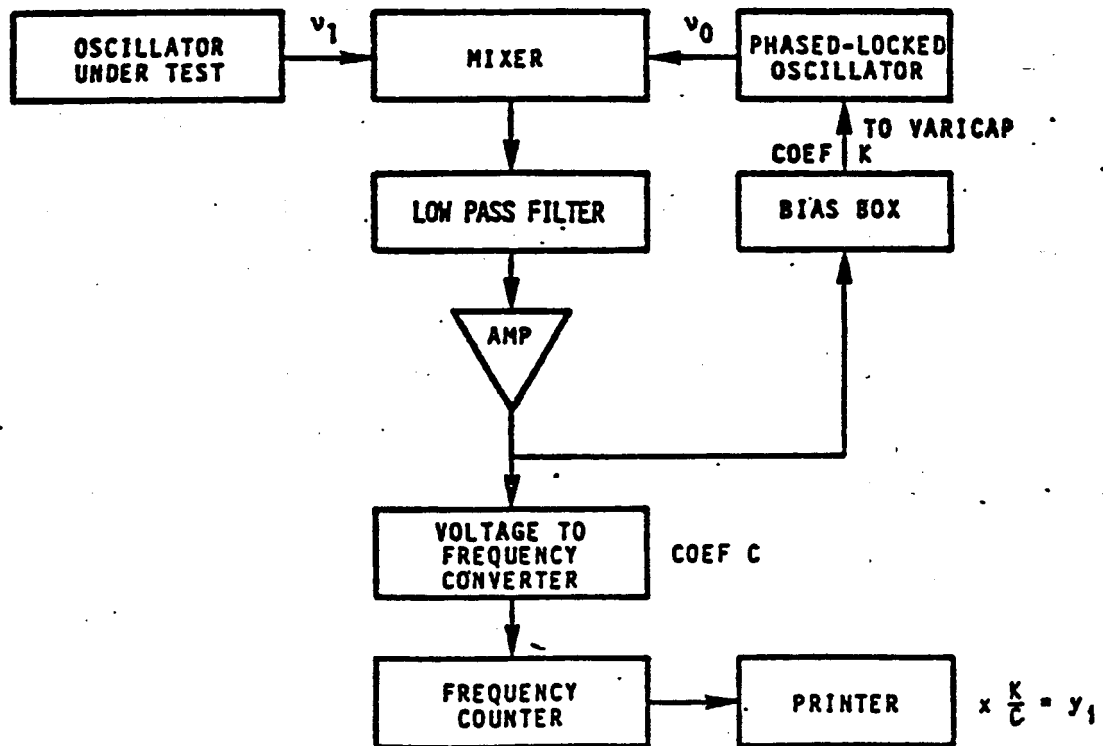 OSCILLATOR
UNDER TEST
ν1
MIXER
ν0
PHASED-LOCKED
OSCILLATOR
TO VARICAP
COEF K
LOW PASS FILTER
BIAS BOX
AMP
VOLTAGE TO
FREQUENCY
CONVERTER
COEF C
FREQUENCY
COUNTER
PRINTER
x K/C = yi